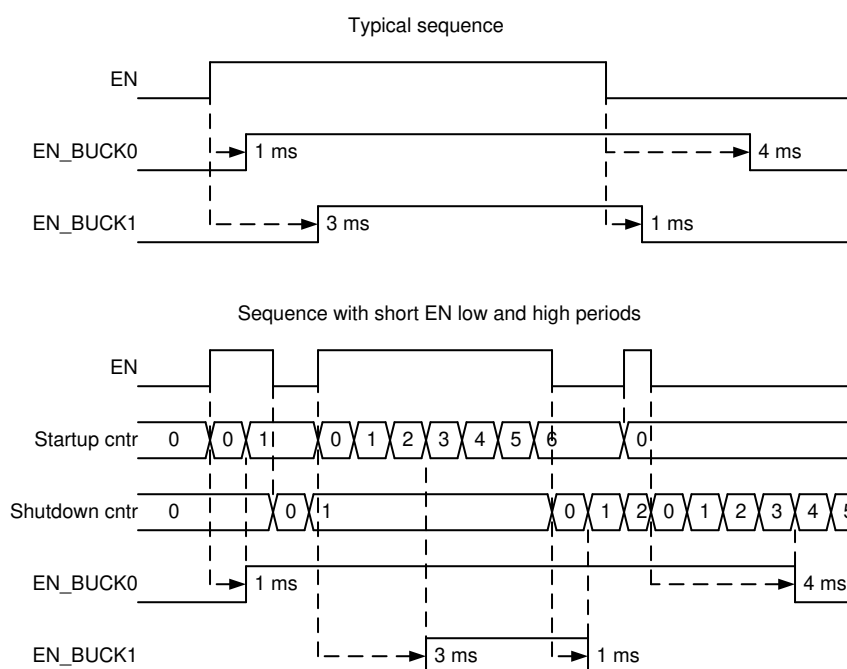 Typical sequence
EN
EN_BUCK0 1 ms 4 ms
EN_BUCK1 3 ms 1 ms
Sequence with short EN low and high periods
EN
Startup cntr 0 0 1 0 1 2 3 4 5 6 0
Shutdown cntr 0 0 1 0 1 2 0 1 2 3 4 5
EN_BUCK0 1 ms 4 ms
EN_BUCK1 3 ms 1 ms